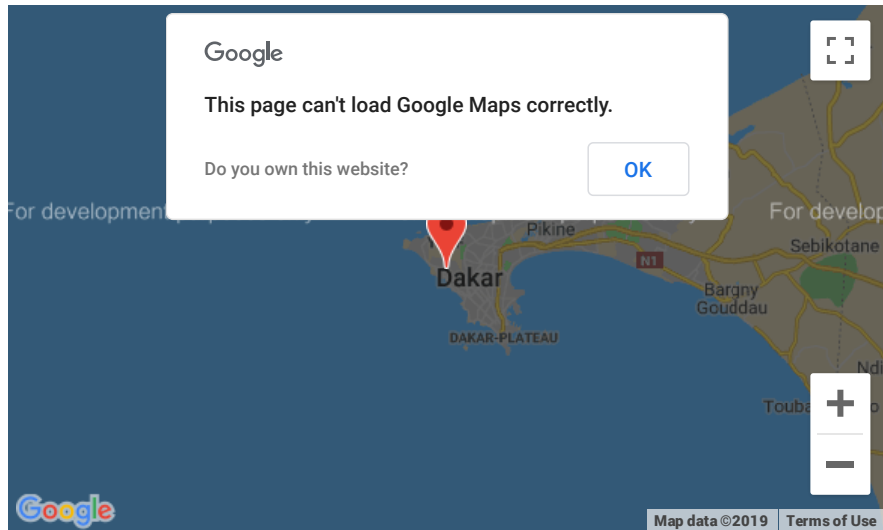 Google
This page can't load Google Maps correctly.
Do you own this website?
OK
For development
For develop
Pikine
Sebikotane
N1
Dakar
Bargny
Gouddau
DAKAR-PLATEAU
Ndi
Touba
Google
Map data ©2019
Terms of Use